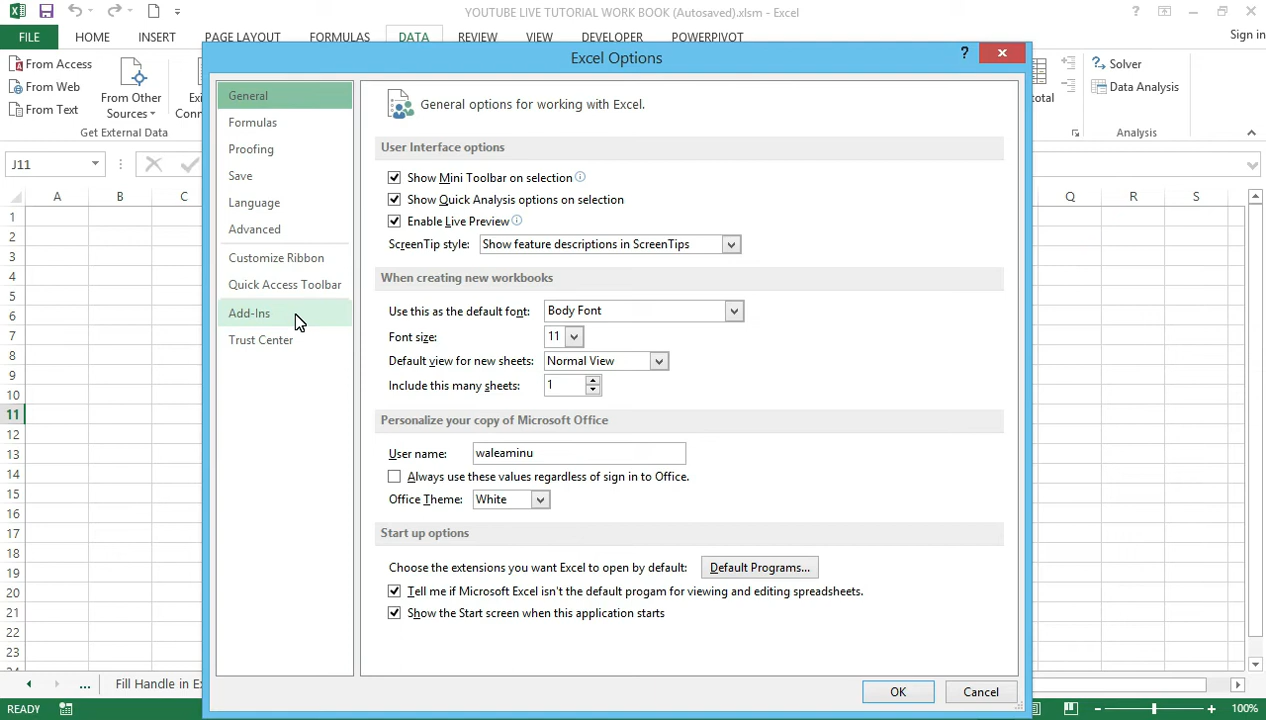 YOUTUBE LIVE TUTORIAL WORK BOOK (Autosaved).xlsm - Excel
FILE HOME INSERT PAGE LAYOUT FORMULAS DATA REVIEW VIEW DEVELOPER POWERPIVOT Sign in
From Access
From Web
From Text
From Other
Sources
Get External Data
Solver
Data Analysis
Analysis
J11
A B C Q R S
1
2
3
4
5
6
7
8
9
10
11
12
13
14
15
16
17
18
19
20
21
22
23
Excel Options
?
General
Formulas
Proofing
Save
Language
Advanced
Customize Ribbon
Quick Access Toolbar
Add-Ins
Trust Center
General options for working with Excel.
User Interface options
Show Mini Toolbar on selection
Show Quick Analysis options on selection
Enable Live Preview
ScreenTip style: Show feature descriptions in ScreenTips
When creating new workbooks
Use this as the default font: Body Font
Font size: 11
Default view for new sheets: Normal View
Include this many sheets: 1
Personalize your copy of Microsoft Office
User name: waleaminu
Always use these values regardless of sign in to Office.
Office Theme: White
Start up options
Choose the extensions you want Excel to open by default: Default Programs...
Tell me if Microsoft Excel isn't the default progam for viewing and editing spreadsheets.
Show the Start screen when this application starts
OK Cancel
... Fill Handle in
READY 100%